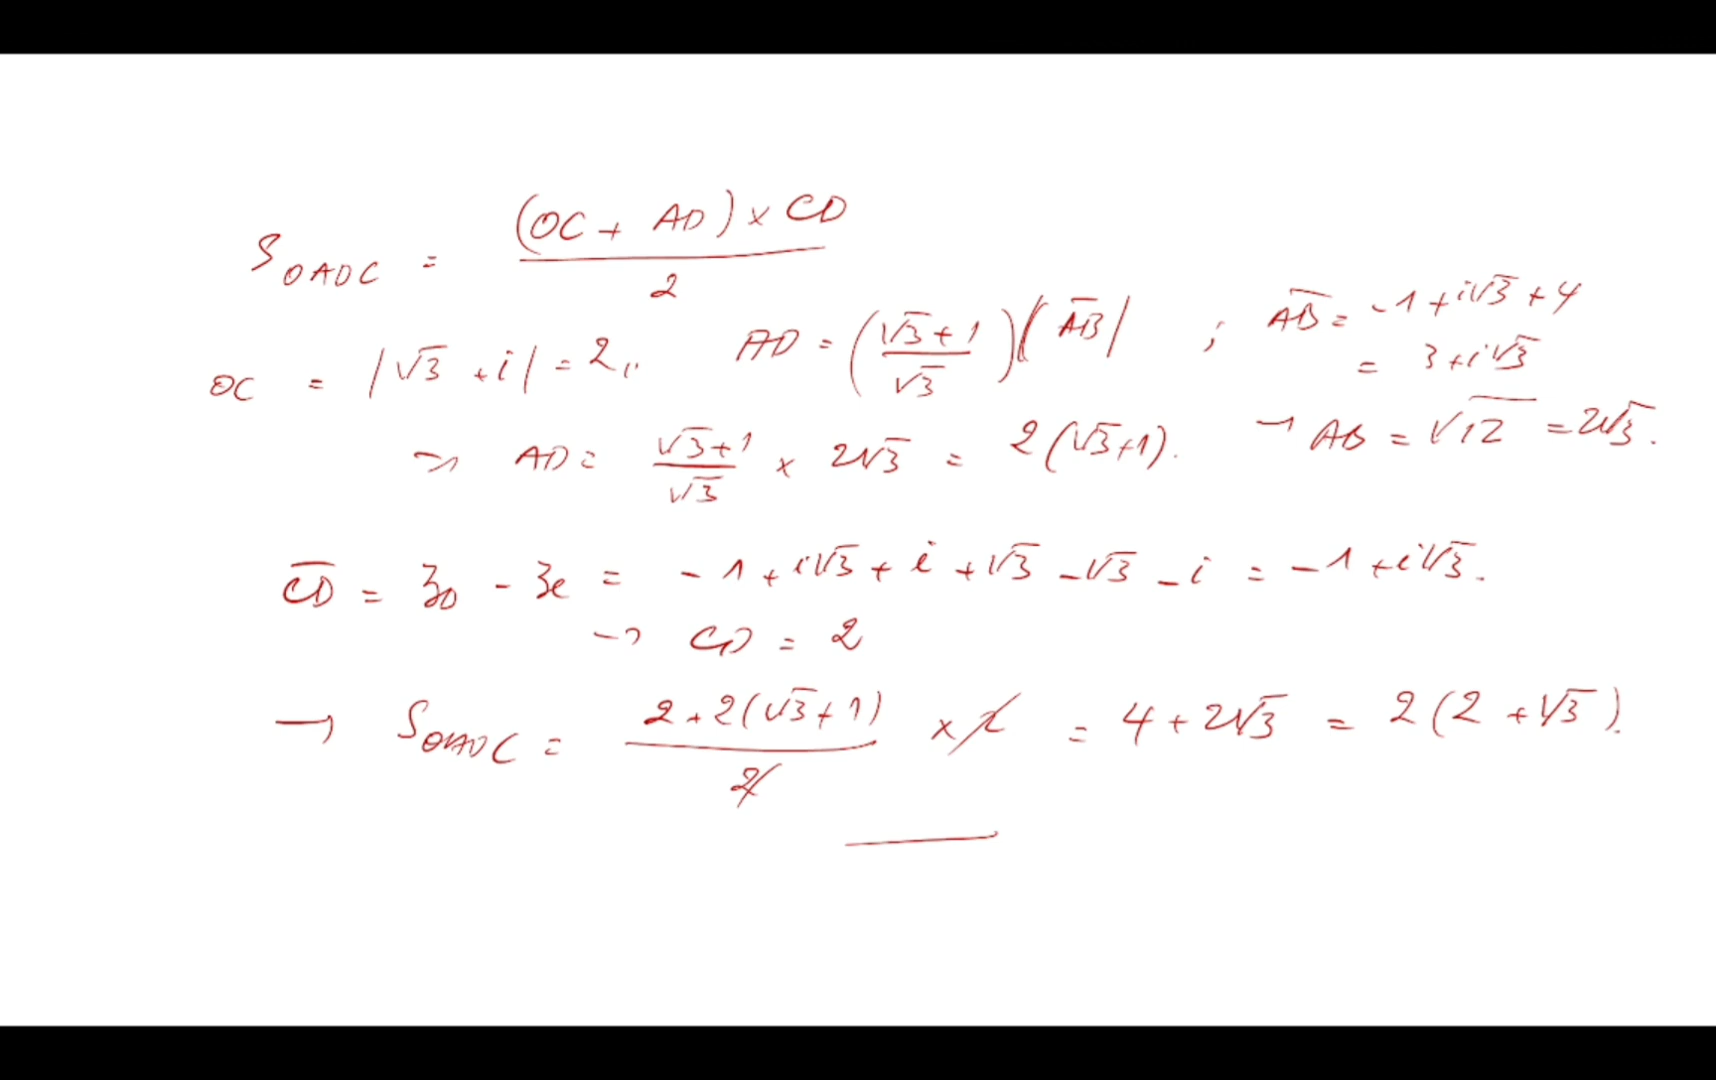 S_OADC = (OC + AD) × CD / 2
OC = |√3 + i| = 2,, AD = ((√3+1)/√3) |AB| ; AB = -1 + i√3 + 4
= 3 + i√3
→ AD = (√3+1)/√3 × 2√3 = 2(√3+1). → AB = √12 = 2√3.
CD = z_D - z_C = -1 + i√3 + i + √3 - √3 - i = -1 + i√3.
→ CD = 2
→ S_OADC = (2 + 2(√3+1))/2 × 2 = 4 + 2√3 = 2(2 + √3).